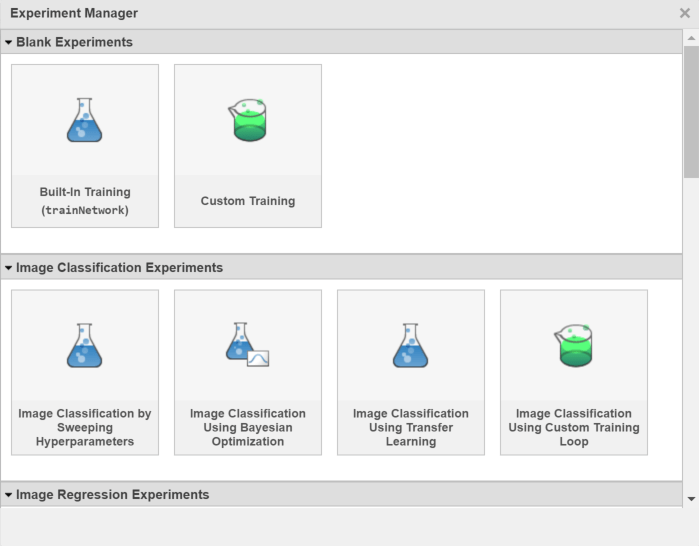 Experiment Manager
Blank Experiments
Built-In Training
(trainNetwork)
Custom Training
Image Classification Experiments
Image Classification by
Sweeping
Hyperparameters
Image Classification
Using Bayesian
Optimization
Image Classification
Using Transfer
Learning
Image Classification
Using Custom Training
Loop
Image Regression Experiments